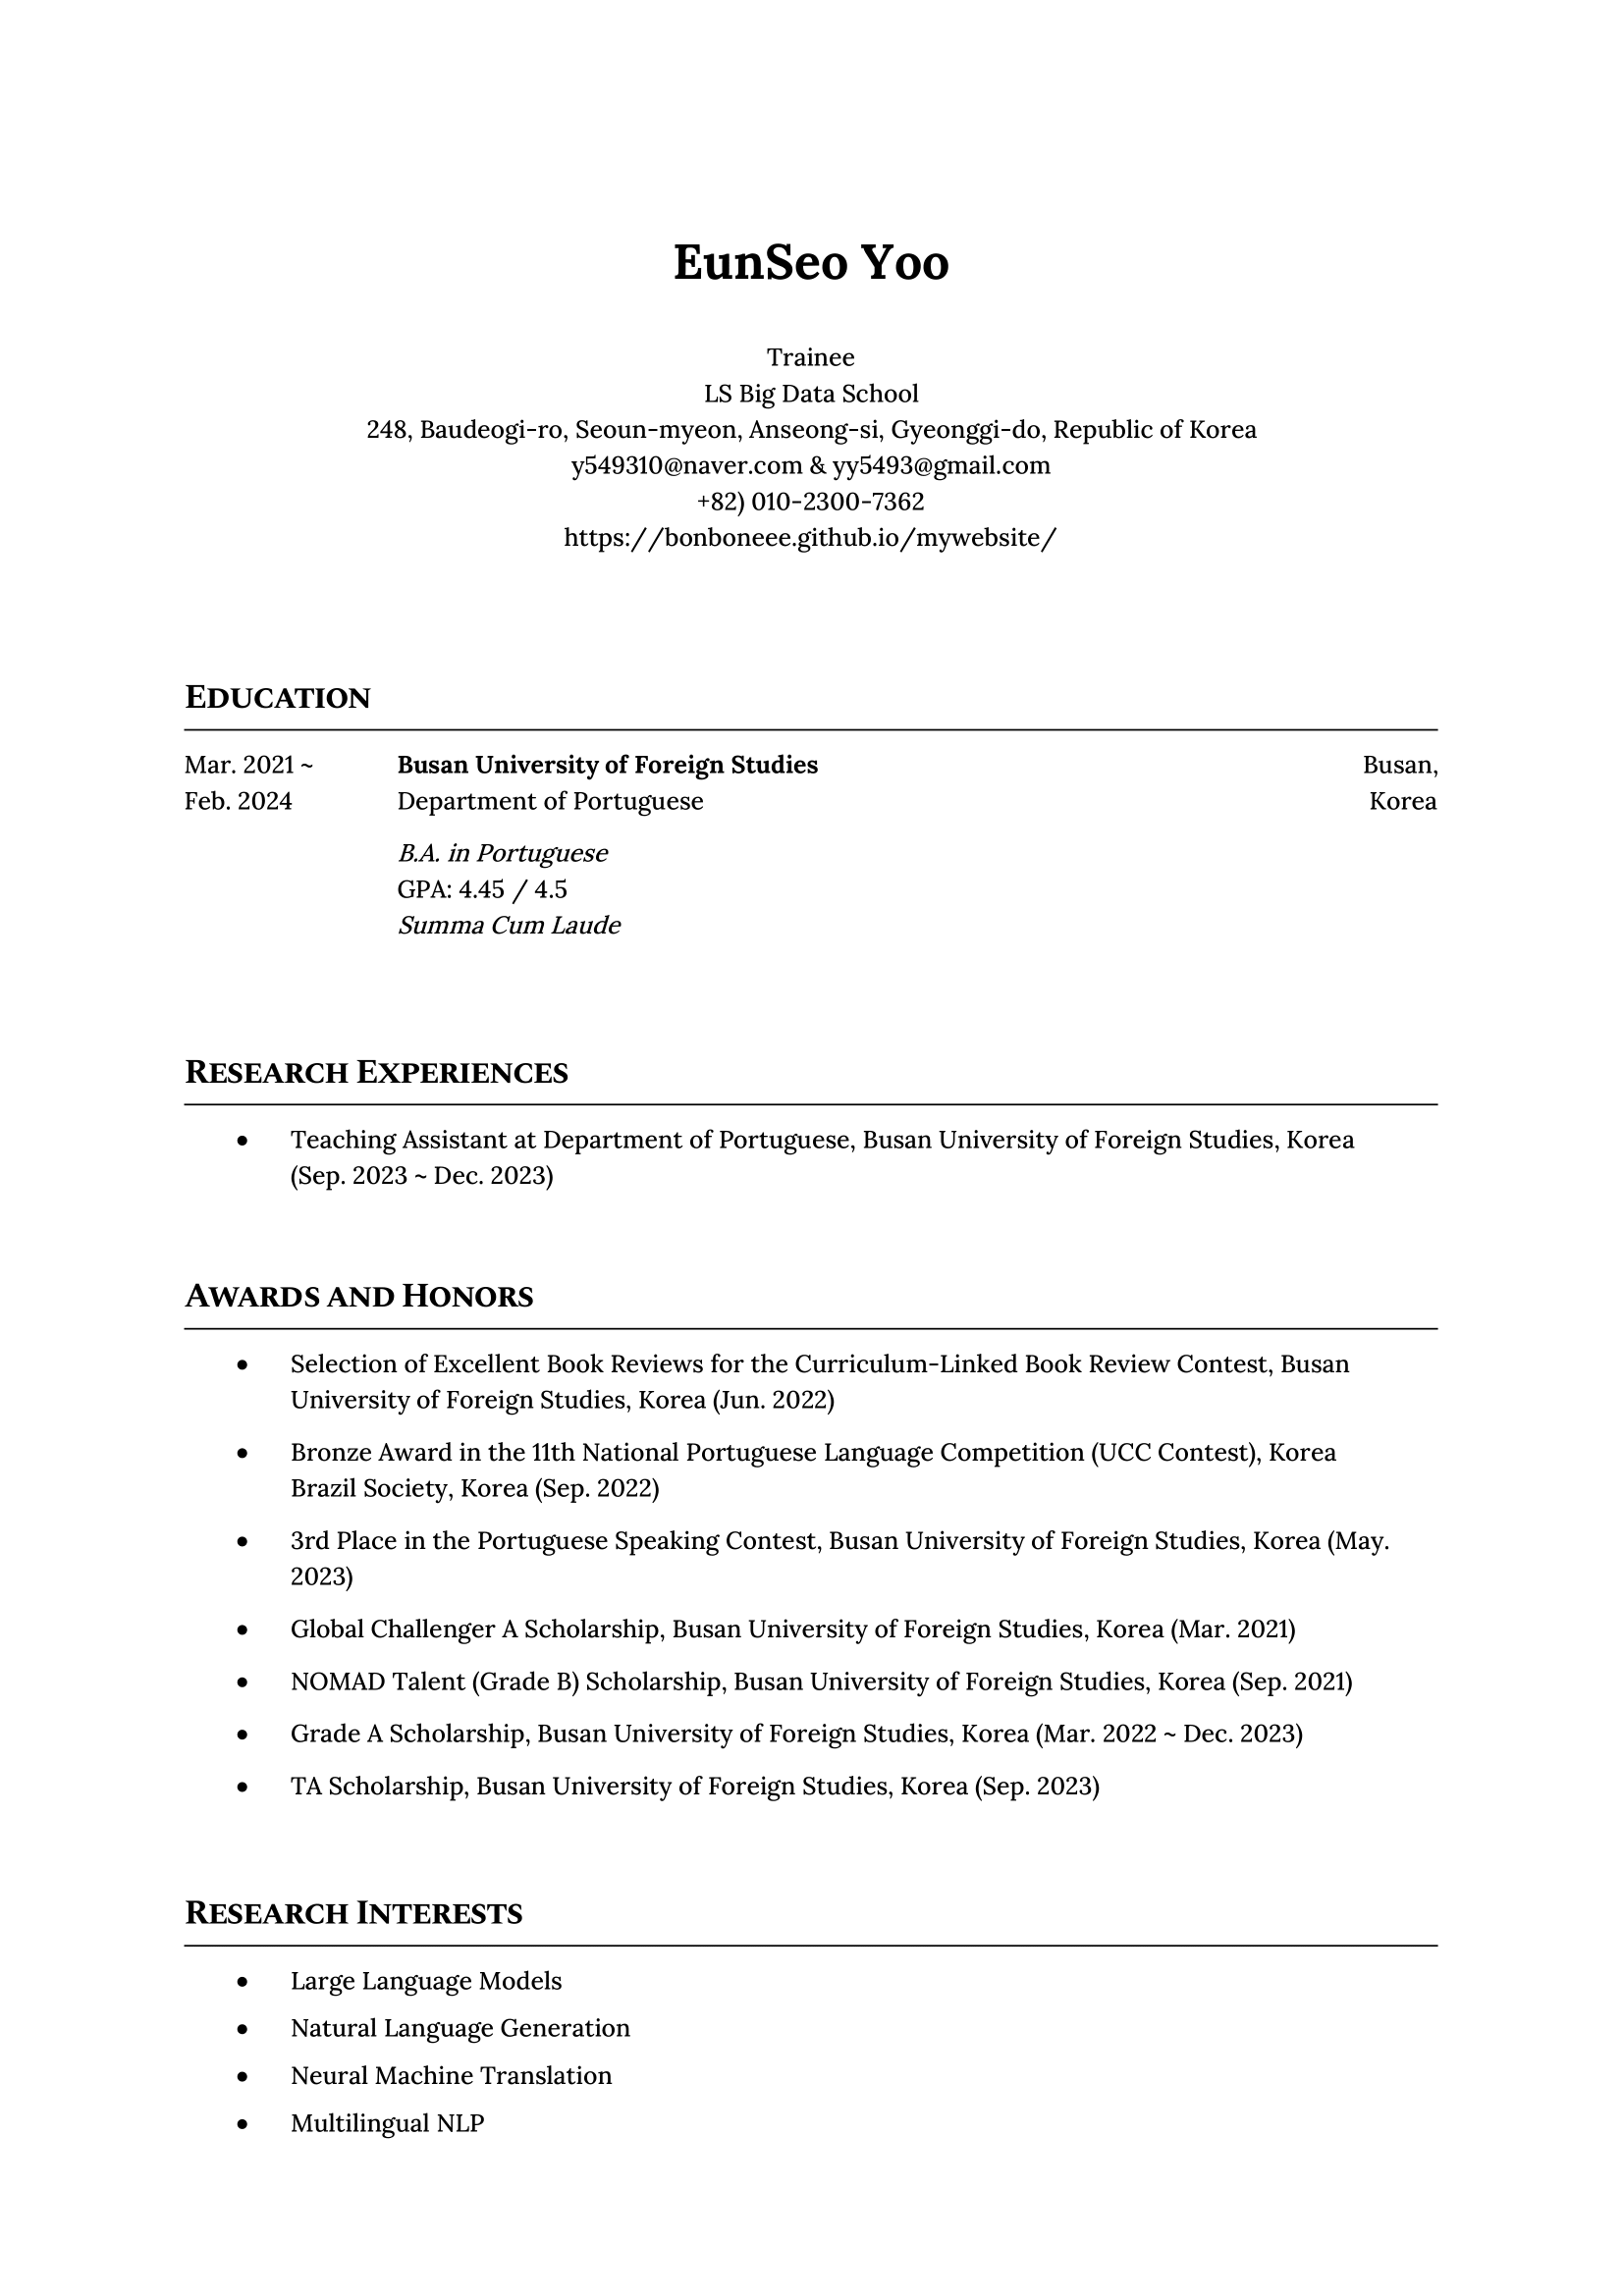 EunSeo Yoo
Trainee
LS Big Data School
248, Baudeogi-ro, Seoun-myeon, Anseong-si, Gyeonggi-do, Republic of Korea
y549310@naver.com & yy5493@gmail.com
+82) 010-2300-7362
https://bonboneee.github.io/mywebsite/
EDUCATION
Mar. 2021 ~ Busan University of Foreign Studies Busan,
Feb. 2024 Department of Portuguese Korea
B.A. in Portuguese
GPA: 4.45 / 4.5
Summa Cum Laude
RESEARCH EXPERIENCES
• Teaching Assistant at Department of Portuguese, Busan University of Foreign Studies, Korea
(Sep. 2023 ~ Dec. 2023)
AWARDS AND HONORS
• Selection of Excellent Book Reviews for the Curriculum-Linked Book Review Contest, Busan
University of Foreign Studies, Korea (Jun. 2022)
• Bronze Award in the 11th National Portuguese Language Competition (UCC Contest), Korea
Brazil Society, Korea (Sep. 2022)
• 3rd Place in the Portuguese Speaking Contest, Busan University of Foreign Studies, Korea (May.
2023)
• Global Challenger A Scholarship, Busan University of Foreign Studies, Korea (Mar. 2021)
• NOMAD Talent (Grade B) Scholarship, Busan University of Foreign Studies, Korea (Sep. 2021)
• Grade A Scholarship, Busan University of Foreign Studies, Korea (Mar. 2022 ~ Dec. 2023)
• TA Scholarship, Busan University of Foreign Studies, Korea (Sep. 2023)
RESEARCH INTERESTS
• Large Language Models
• Natural Language Generation
• Neural Machine Translation
• Multilingual NLP